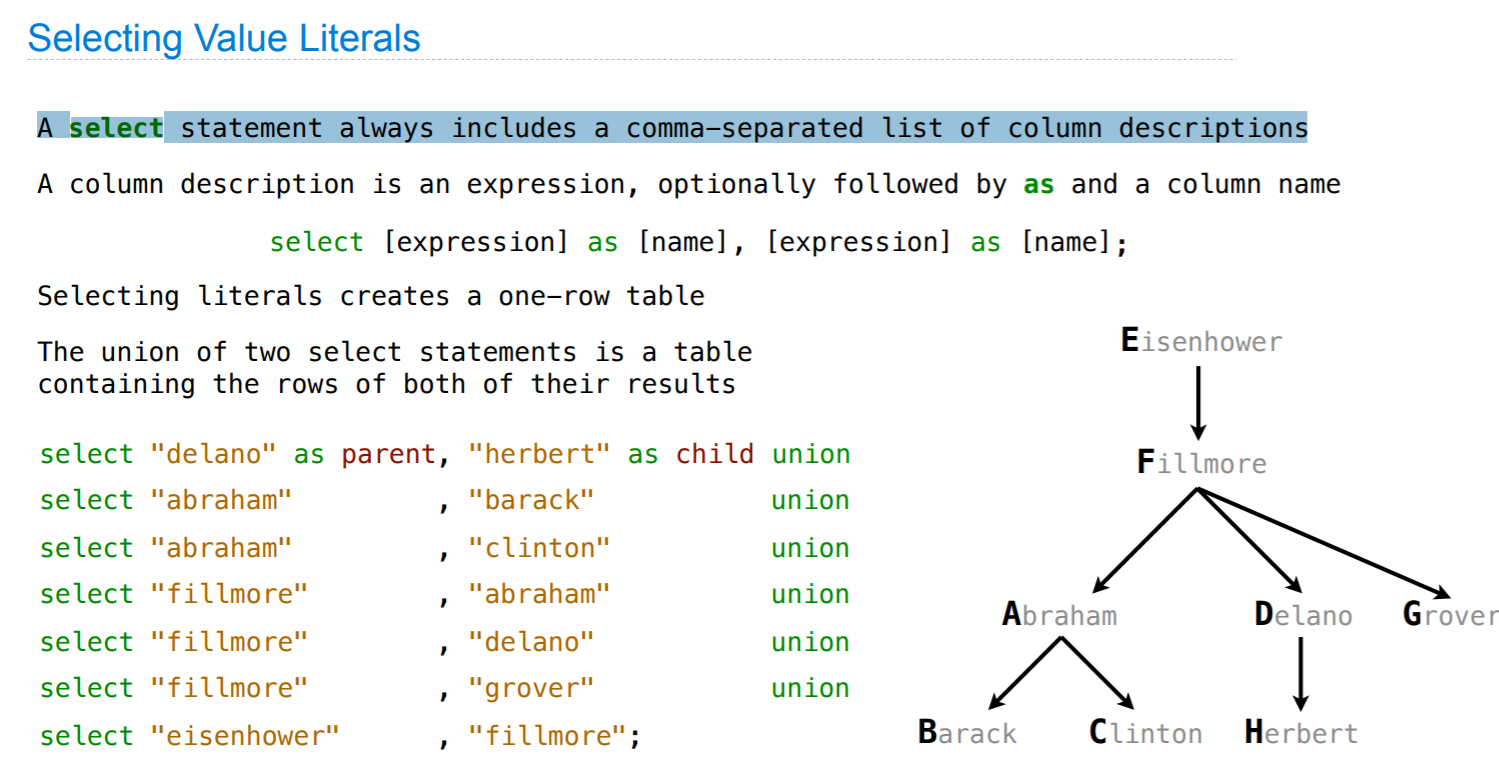 Selecting Value Literals
A select statement always includes a comma-separated list of column descriptions
A column description is an expression, optionally followed by as and a column name
select [expression] as [name], [expression] as [name];
Selecting literals creates a one-row table
The union of two select statements is a table
containing the rows of both of their results
select "delano" as parent, "herbert" as child union
select "abraham" , "barack" union
select "abraham" , "clinton" union
select "fillmore" , "abraham" union
select "fillmore" , "delano" union
select "fillmore" , "grover" union
select "eisenhower" , "fillmore";
Eisenhower
Fillmore
Abraham Delano Grover
Barack Clinton Herbert